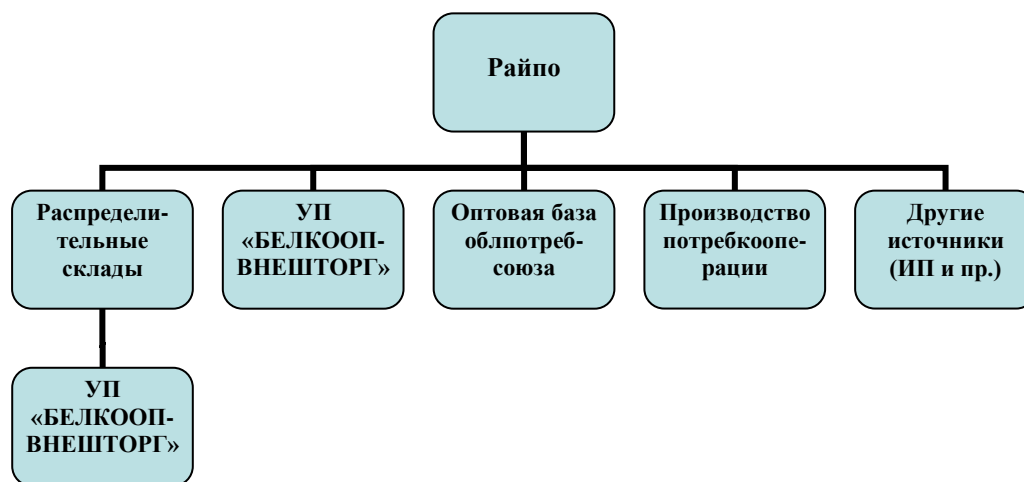 Райпо
Распредели-
тельные
склады
УП
«БЕЛКООП-
ВНЕШТОРГ»
Оптовая база
облпотреб-
союза
Производство
потребкоопе-
рации
Другие
источники
(ИП и пр.)
УП
«БЕЛКООП-
ВНЕШТОРГ»